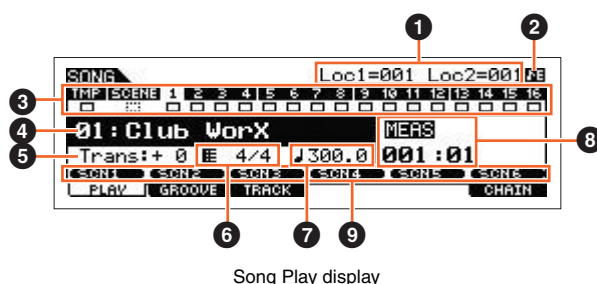 1 2
SONG Loc1=001 Loc2=001
3 TMP SCENE 1 2 3 4 5 6 7 8 9 10 11 12 13 14 15 16
4 01:Club WorX MEAS 8
5 Trans:+ 0 4/4 ♩300.0 001:01
SCN1 SCN2 SCN3 SCN4 SCN5 SCN6
PLAY GROOVE TRACK CHAIN
6 7 9
Song Play display